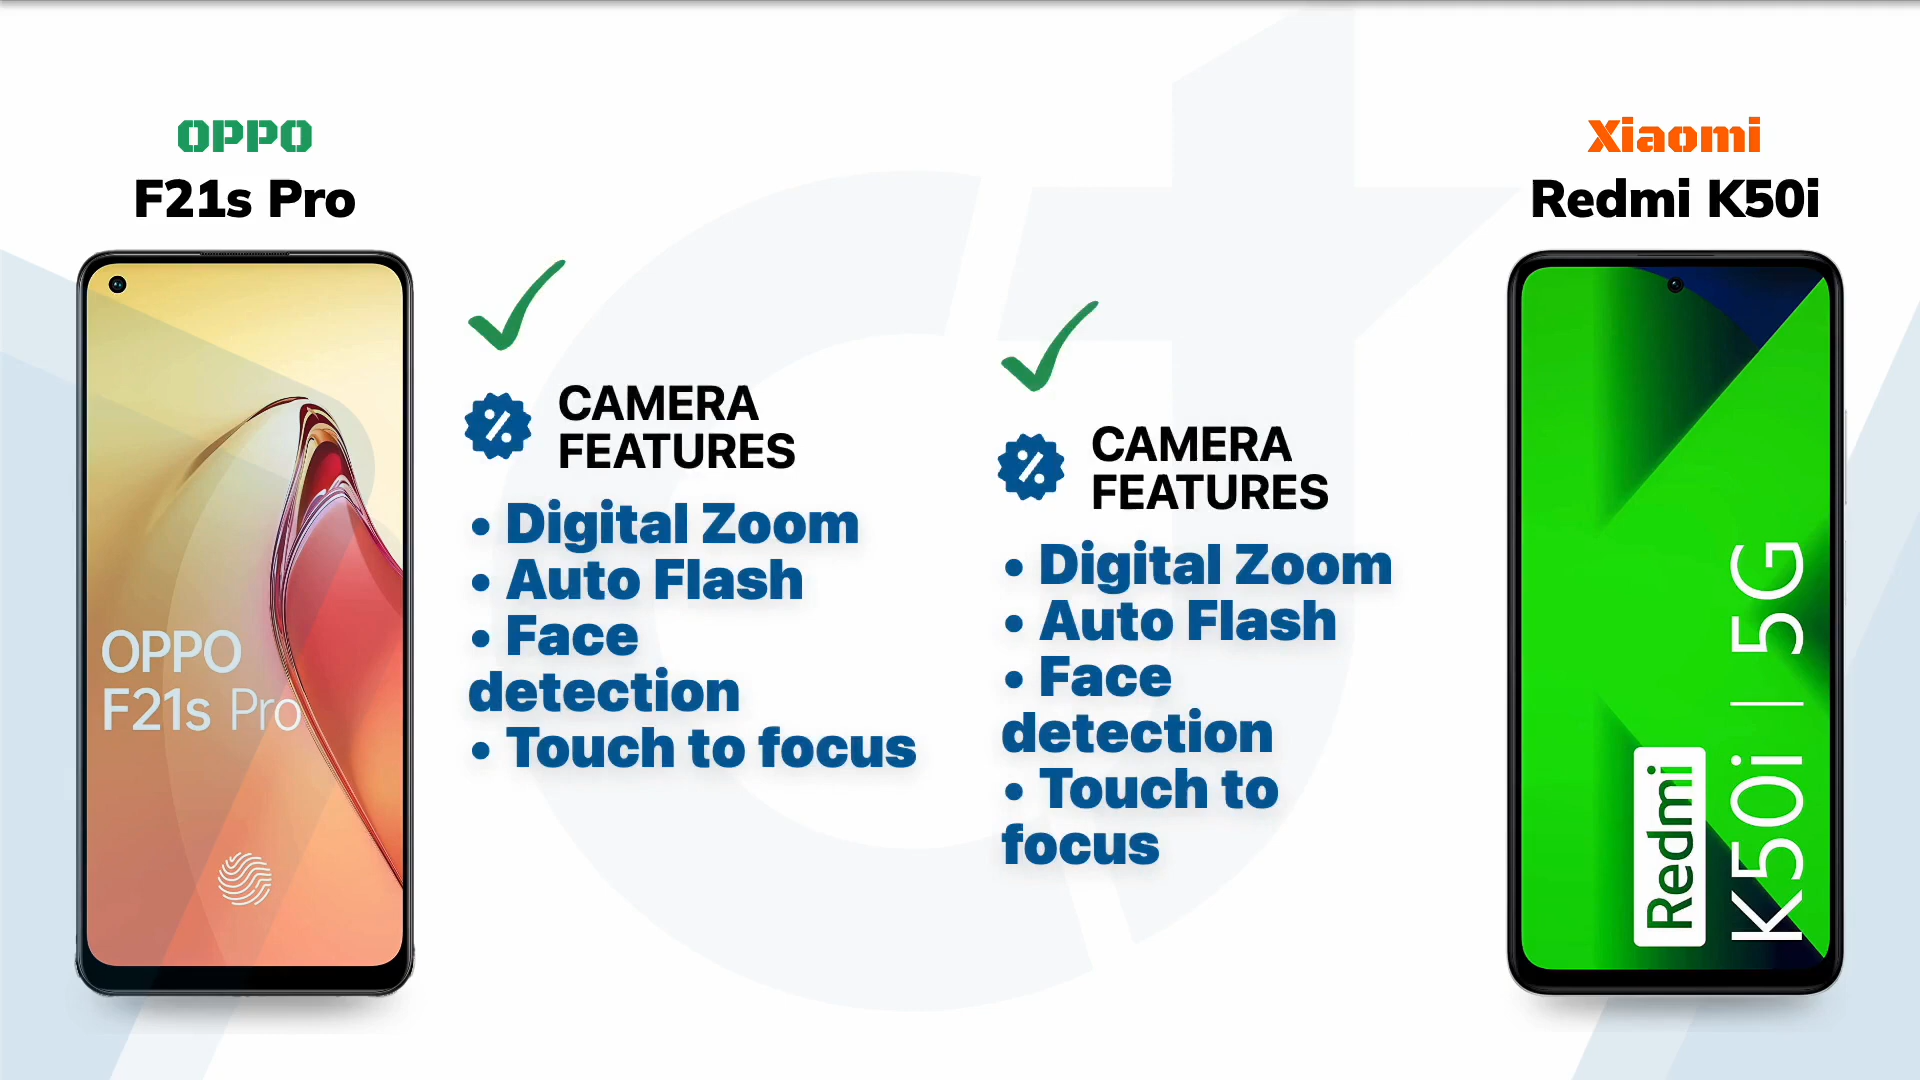 OPPO
F21s Pro
OPPO
F21s Pro
CAMERA
FEATURES
• Digital Zoom
• Auto Flash
• Face
detection
• Touch to focus
CAMERA
FEATURES
• Digital Zoom
• Auto Flash
• Face
detection
• Touch to
focus
Xiaomi
Redmi K50i
Redmi
K50i | 5G